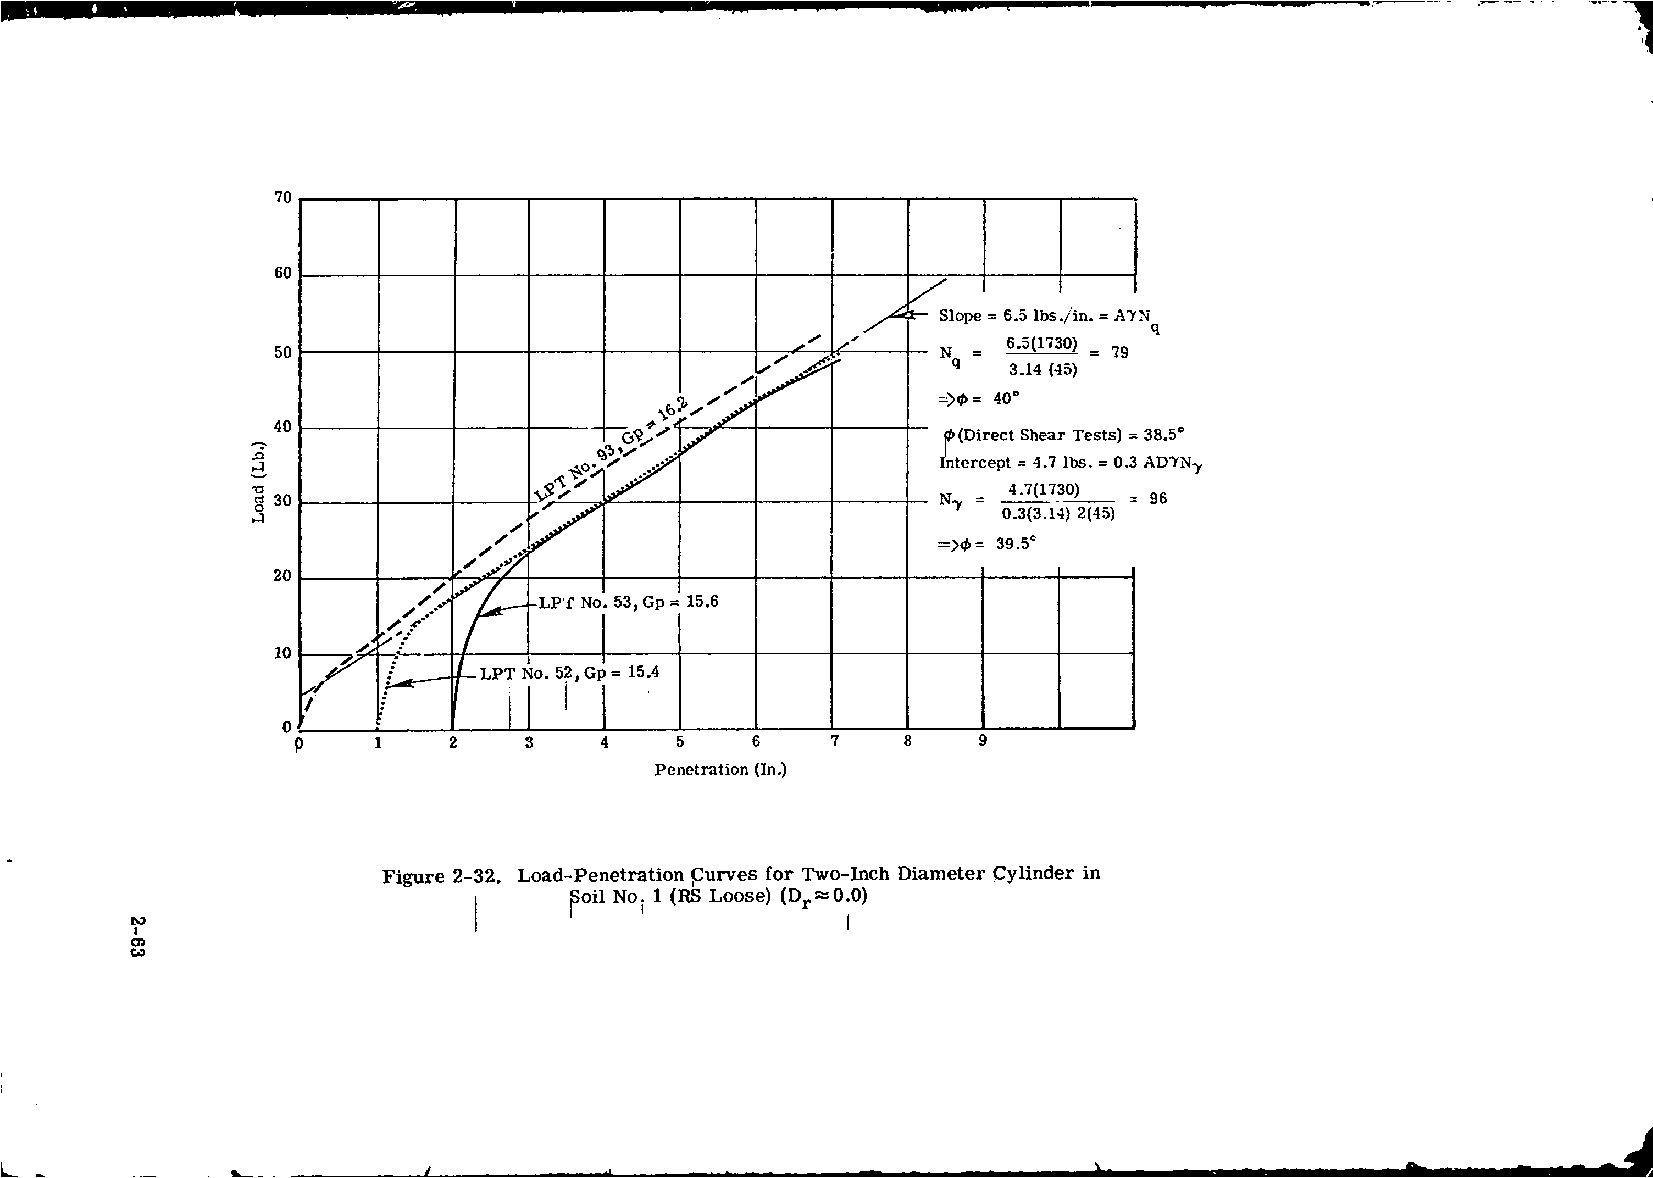 70
60
50
40
30
20
10
0
Load (Lb.)
0 1 2 3 4 5 6 7 8 9
Penetration (In.)
LPT No. 93, Gp = 16.2
LPT No. 53, Gp = 15.6
LPT No. 52, Gp = 15.4
Slope = 6.5 lbs./in. = AγN_q
N_q = 6.5(1730) / 3.14 (45) = 79
=>φ = 40°
φ(Direct Shear Tests) = 38.5°
Intercept = 4.7 lbs. = 0.3 ADγNγ
Nγ = 4.7(1730) / 0.3(3.14) 2(45) = 96
=>φ = 39.5°
Figure 2-32. Load-Penetration Curves for Two-Inch Diameter Cylinder in
Soil No. 1 (RS Loose) (D_r≈0.0)
2-63